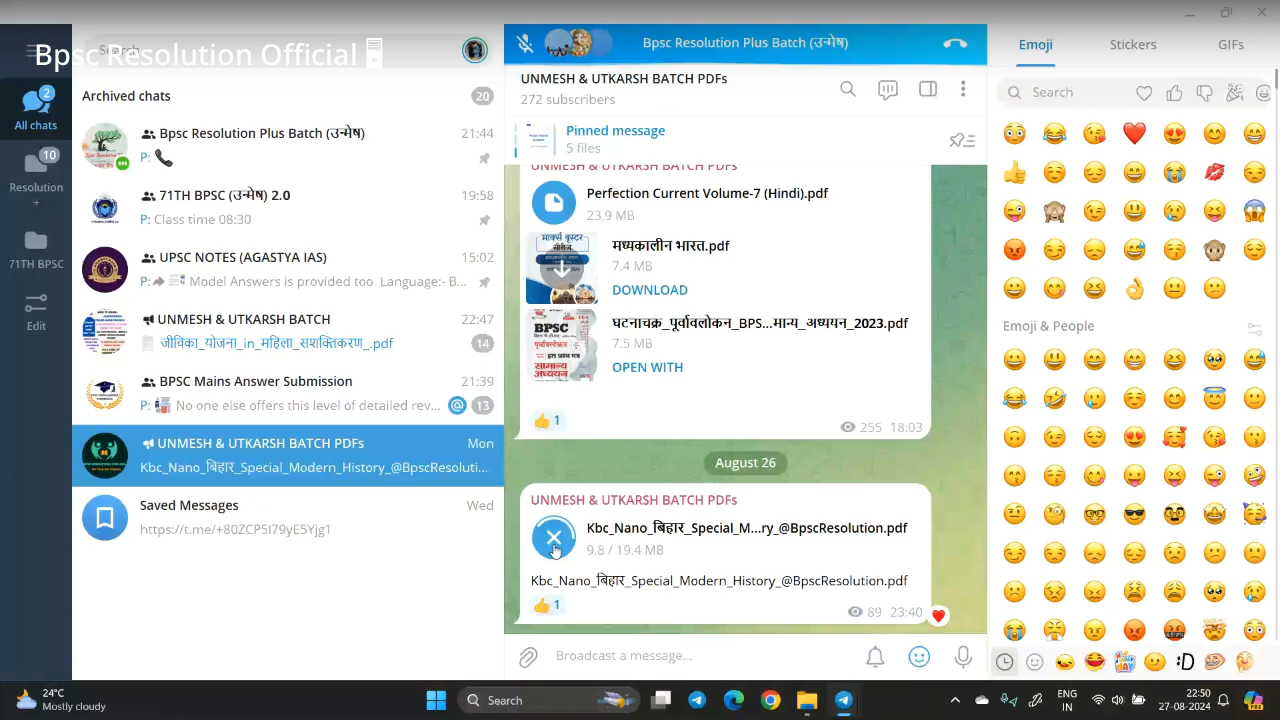 Bpsc Resolution Official
2
All chats
10
Resolution
+
71TH BPSC
Edit
Archived chats
20
Bpsc Resolution Plus Batch (उन्मेष)
21:44
P:
71TH BPSC (उन्मेष) 2.0
19:58
P: Class time 08:30
UPSC NOTES (AGASTYA IAS)
15:02
P: Model Answers is provided too Language:- B...
UNMESH & UTKARSH BATCH
22:47
जीविका_योजना_in_महिला_सशक्तिकरण_.pdf
14
BPSC Mains Answer Submission
21:39
P: No one else offers this level of detailed rev...
@ 13
UNMESH & UTKARSH BATCH PDFs
Mon
Kbc_Nano_बिहार_Special_Modern_History_@BpscResoluti...
Saved Messages
Wed
https://t.me/+80ZCP5l79yE5Yjg1
Bpsc Resolution Plus Batch (उन्मेष)
UNMESH & UTKARSH BATCH PDFs
272 subscribers
Pinned message
5 files
UNMESH & UTKARSH BATCH PDFs
Perfection Current Volume-7 (Hindi).pdf
23.9 MB
मध्यकालीन भारत.pdf
7.4 MB
DOWNLOAD
घटनाचक्र_पूर्वावलोकन_BPS...मान्य_अध्ययन_2023.pdf
7.5 MB
OPEN WITH
BPSC
1
255 18:03
August 26
UNMESH & UTKARSH BATCH PDFs
Kbc_Nano_बिहार_Special_M...ry_@BpscResolution.pdf
9.8 / 19.4 MB
Kbc_Nano_बिहार_Special_Modern_History_@BpscResolution.pdf
1
89 23:40
Broadcast a message...
Emoji Stickers GIFs
Search
Emoji & People
24°C
Mostly cloudy
Search
ENG
IN
22:50
27-08-2024